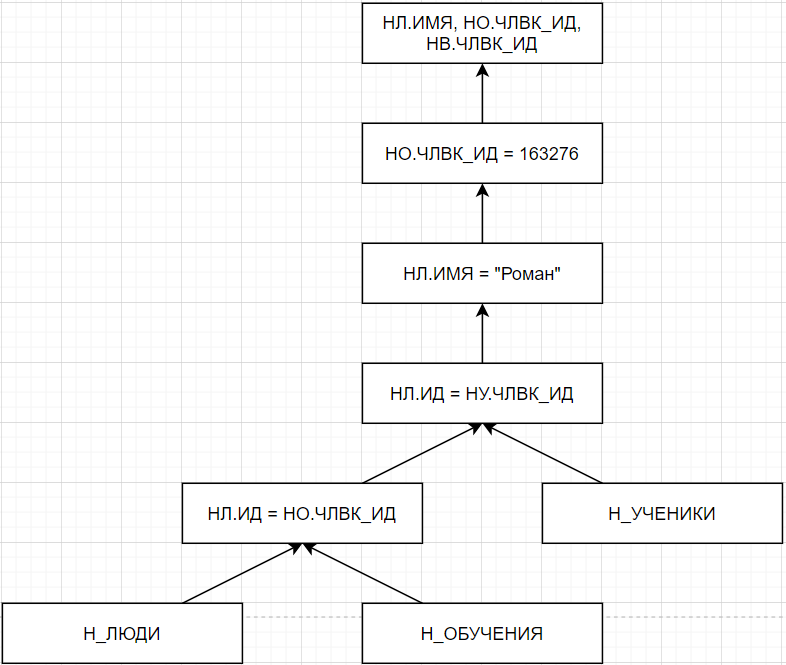 НЛ.ИМЯ, НО.ЧЛВК_ИД,
НВ.ЧЛВК_ИД
НО.ЧЛВК_ИД = 163276
НЛ.ИМЯ = "Роман"
НЛ.ИД = НУ.ЧЛВК_ИД
НЛ.ИД = НО.ЧЛВК_ИД
Н_УЧЕНИКИ
Н_ЛЮДИ
Н_ОБУЧЕНИЯ